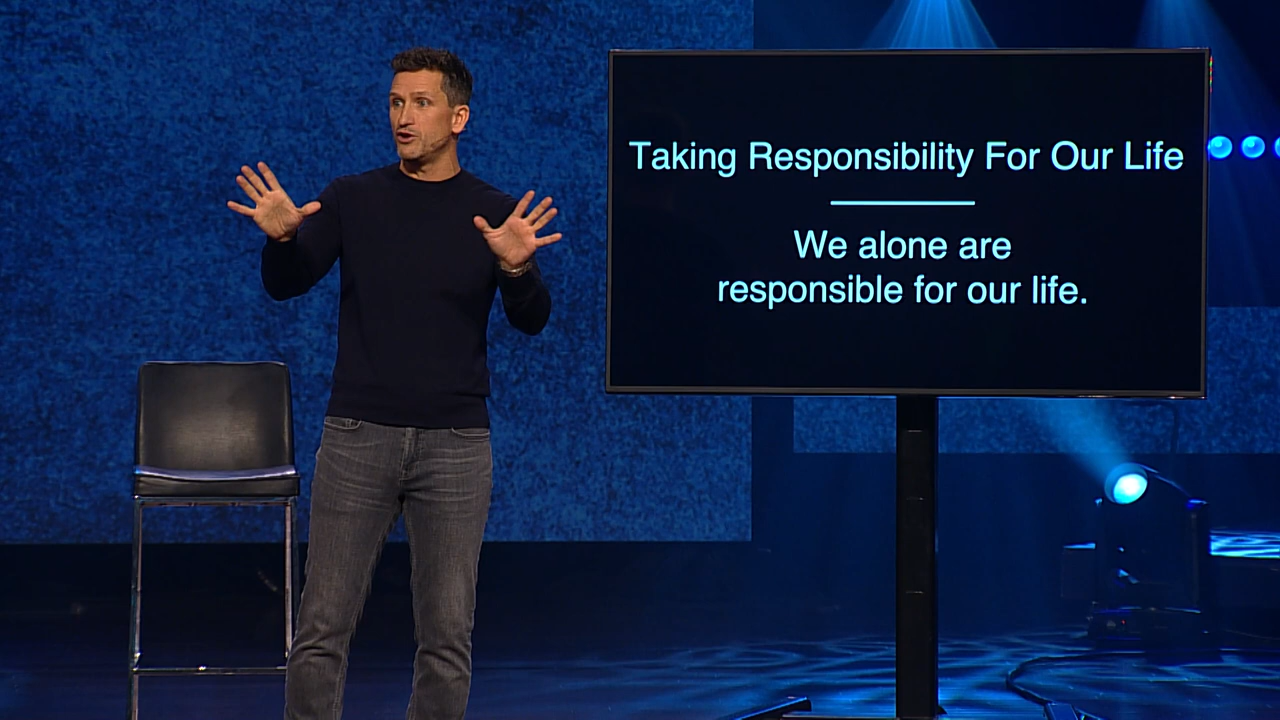 Taking Responsibility For Our Life
We alone are
responsible for our life.